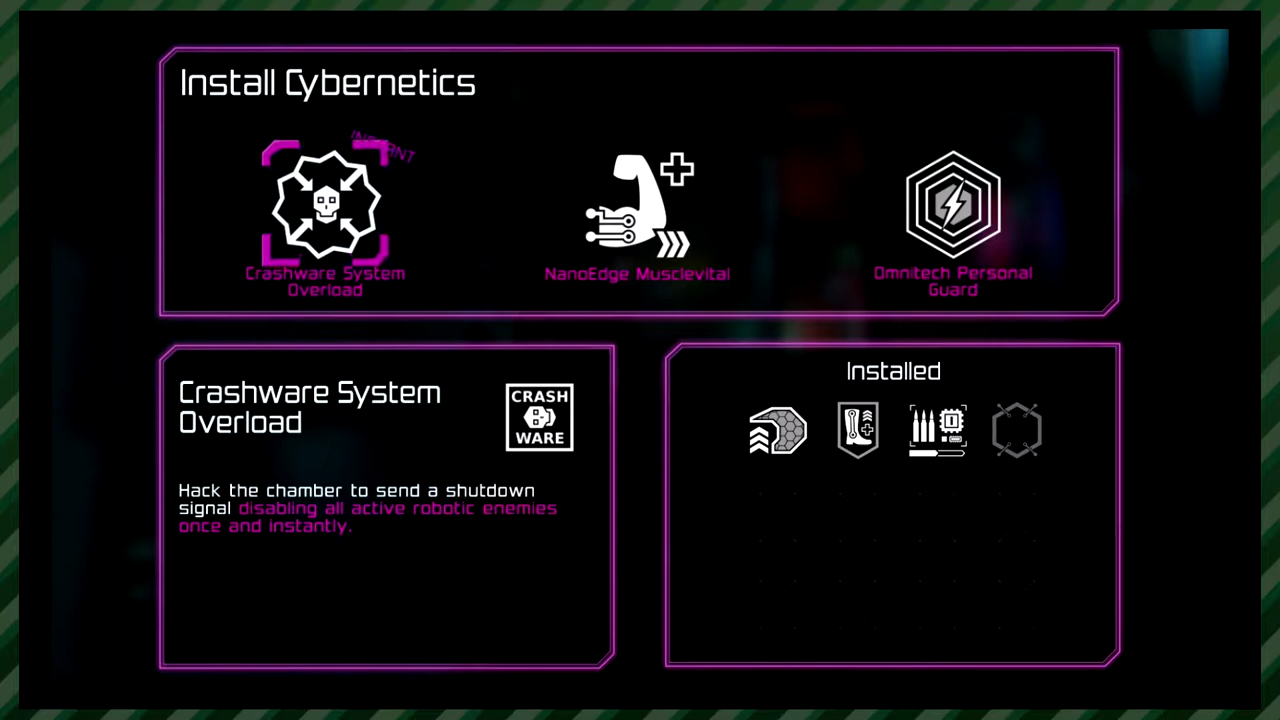 Install Cybernetics
INSTANT
Crashware System
Overload
NanoEdge Musclevital
Omnitech Personal
Guard
Crashware System
Overload
CRASH
WARE
Hack the chamber to send a shutdown
signal disabling all active robotic enemies
once and instantly.
Installed